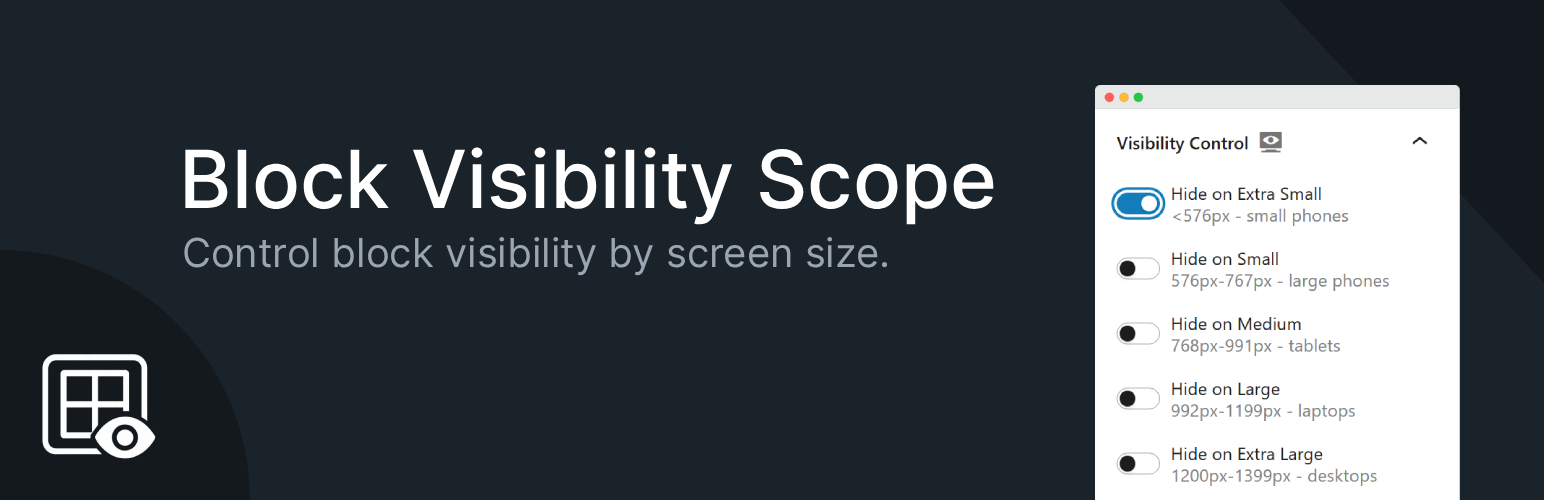 Block Visibility Scope
Control block visibility by screen size.
Visibility Control
Hide on Extra Small
<576px - small phones
Hide on Small
576px-767px - large phones
Hide on Medium
768px-991px - tablets
Hide on Large
992px-1199px - laptops
Hide on Extra Large
1200px-1399px - desktops